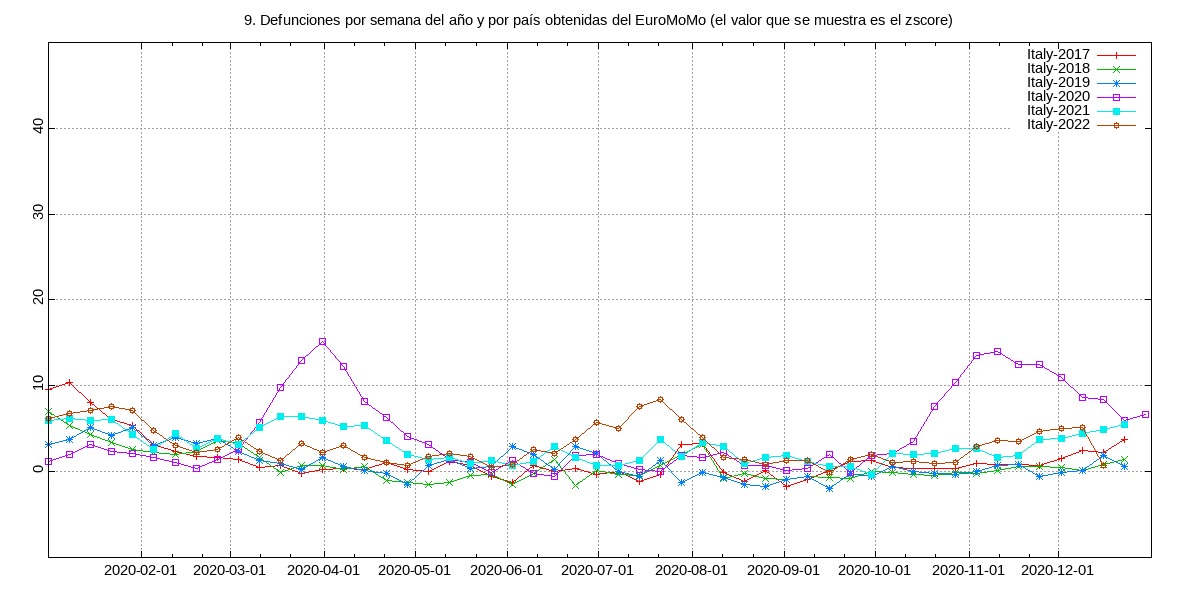 9. Defunciones por semana del año y por país obtenidas del EuroMoMo (el valor que se muestra es el zscore)
Italy-2017
Italy-2018
Italy-2019
Italy-2020
Italy-2021
Italy-2022
40
30
20
10
0
2020-02-01 2020-03-01 2020-04-01 2020-05-01 2020-06-01 2020-07-01 2020-08-01 2020-09-01 2020-10-01 2020-11-01 2020-12-01